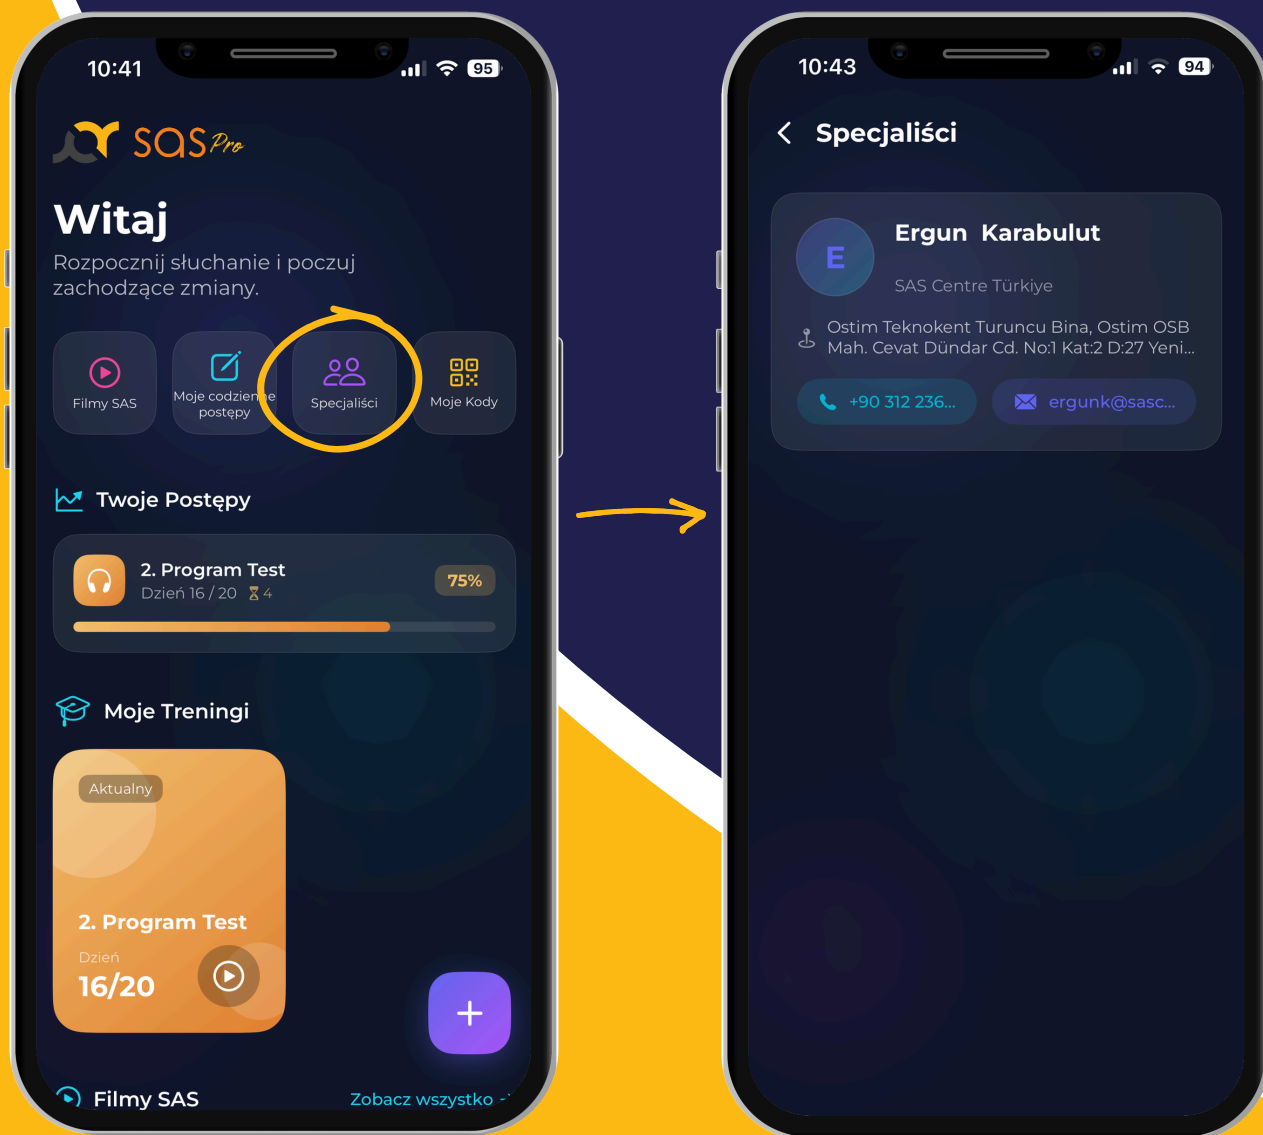 10:41
95
sas Pro
Witaj
Rozpocznij słuchanie i poczuj
zachodzące zmiany.
Filmy SAS
Moje codzienne
postępy
Specjaliści
Moje Kody
Twoje Postępy
2. Program Test
Dzień 16 / 20 4
75%
Moje Treningi
Aktualny
2. Program Test
Dzień
16/20
Filmy SAS
Zobacz wszystko
10:43
94
Specjaliści
E
Ergun Karabulut
SAS Centre Türkiye
Ostim Teknokent Turuncu Bina, Ostim OSB
Mah. Cevat Dündar Cd. No:1 Kat:2 D:27 Yeni...
+90 312 236...
ergunk@sasc...